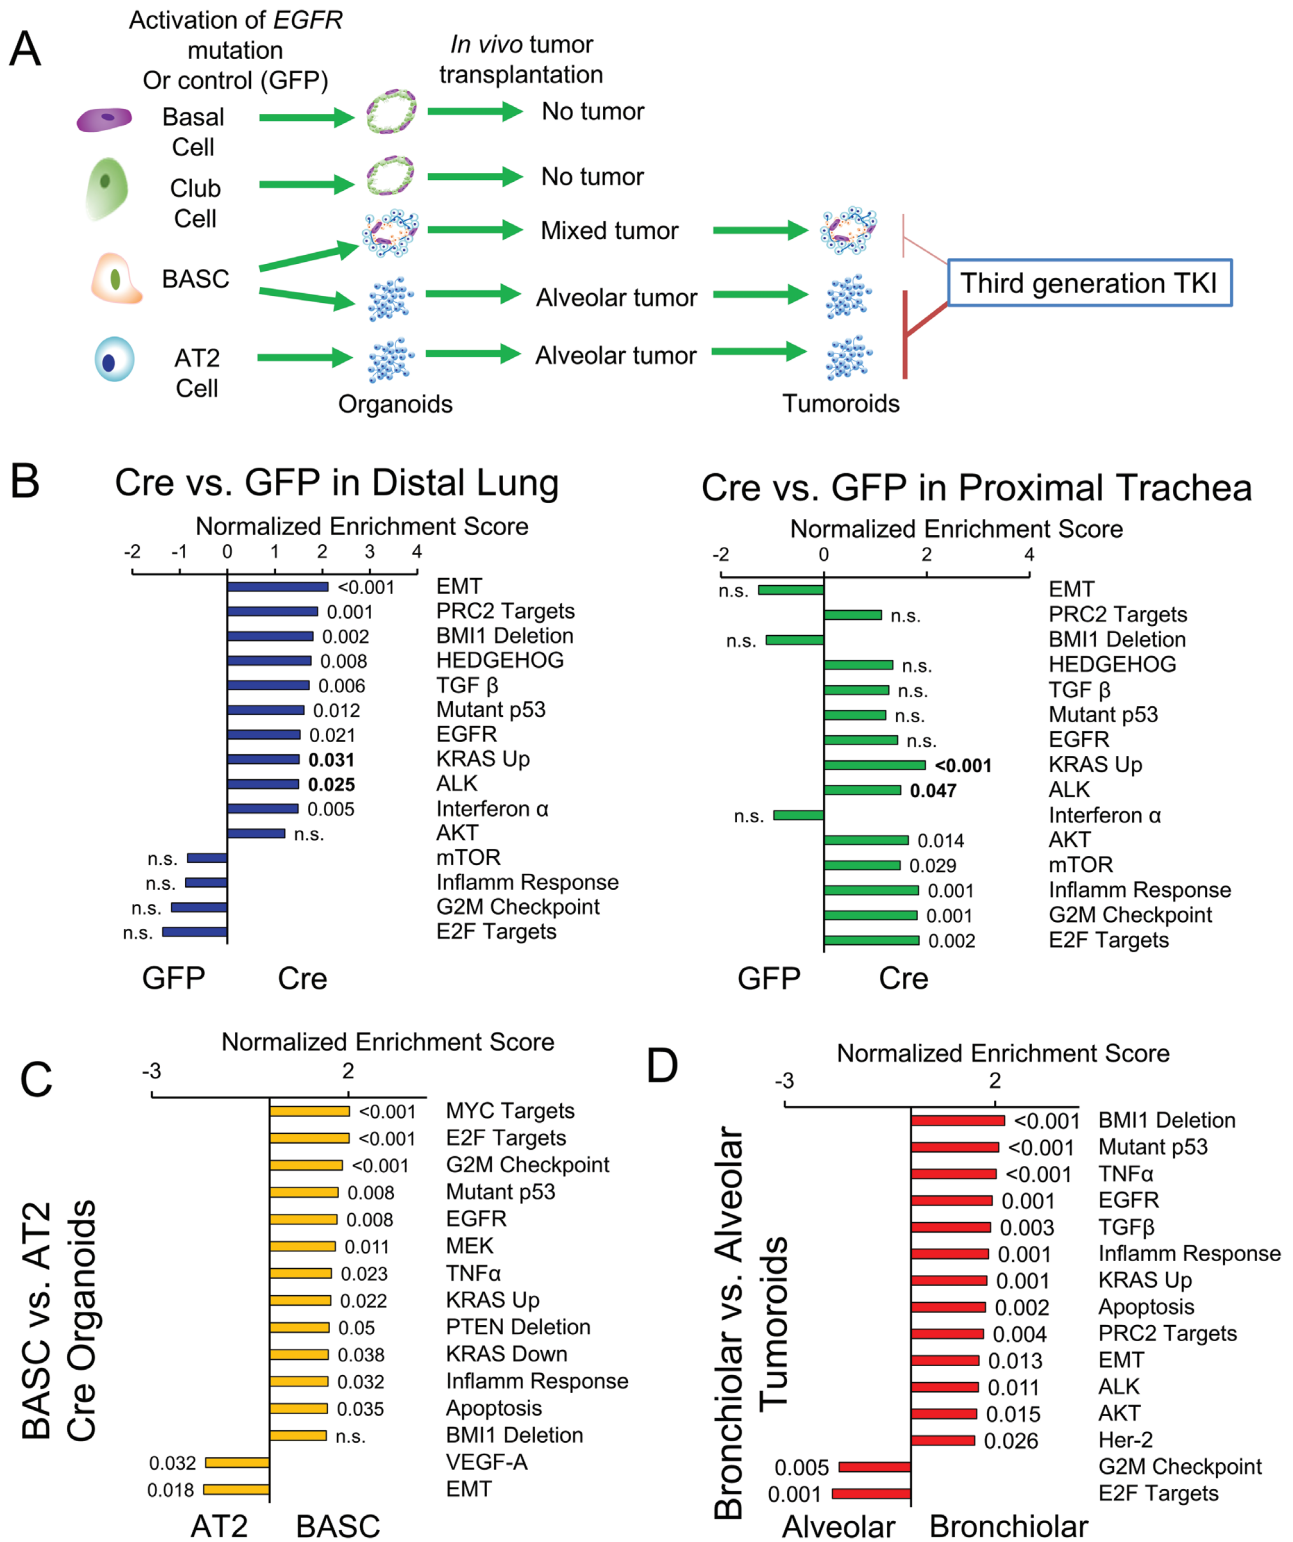 A
Activation of EGFR
mutation
Or control (GFP)
In vivo tumor
transplantation
Basal
Cell
No tumor
Club
Cell
No tumor
Mixed tumor
BASC
Alveolar tumor
Third generation TKI
AT2
Cell
Alveolar tumor
Organoids
Tumoroids
B
Cre vs. GFP in Distal Lung
Normalized Enrichment Score
-2 -1 0 1 2 3 4
<0.001 EMT
0.001 PRC2 Targets
0.002 BMI1 Deletion
0.008 HEDGEHOG
0.006 TGF β
0.012 Mutant p53
0.021 EGFR
0.031 KRAS Up
0.025 ALK
0.005 Interferon α
n.s. AKT
n.s. mTOR
n.s. Inflamm Response
n.s. G2M Checkpoint
n.s. E2F Targets
GFP Cre
Cre vs. GFP in Proximal Trachea
Normalized Enrichment Score
-2 0 2 4
n.s. EMT
n.s. PRC2 Targets
n.s. BMI1 Deletion
n.s. HEDGEHOG
n.s. TGF β
n.s. Mutant p53
n.s. EGFR
<0.001 KRAS Up
0.047 ALK
n.s. Interferon α
0.014 AKT
0.029 mTOR
0.001 Inflamm Response
0.001 G2M Checkpoint
0.002 E2F Targets
GFP Cre
C
Normalized Enrichment Score
-3 2
BASC vs. AT2
Cre Organoids
<0.001 MYC Targets
<0.001 E2F Targets
<0.001 G2M Checkpoint
0.008 Mutant p53
0.008 EGFR
0.011 MEK
0.023 TNFα
0.022 KRAS Up
0.05 PTEN Deletion
0.038 KRAS Down
0.032 Inflamm Response
0.035 Apoptosis
n.s. BMI1 Deletion
0.032 VEGF-A
0.018 EMT
AT2 BASC
D
Normalized Enrichment Score
-3 2
Bronchiolar vs. Alveolar
Tumoroids
<0.001 BMI1 Deletion
<0.001 Mutant p53
<0.001 TNFα
0.001 EGFR
0.003 TGFβ
0.001 Inflamm Response
0.001 KRAS Up
0.002 Apoptosis
0.004 PRC2 Targets
0.013 EMT
0.011 ALK
0.015 AKT
0.026 Her-2
0.005 G2M Checkpoint
0.001 E2F Targets
Alveolar Bronchiolar